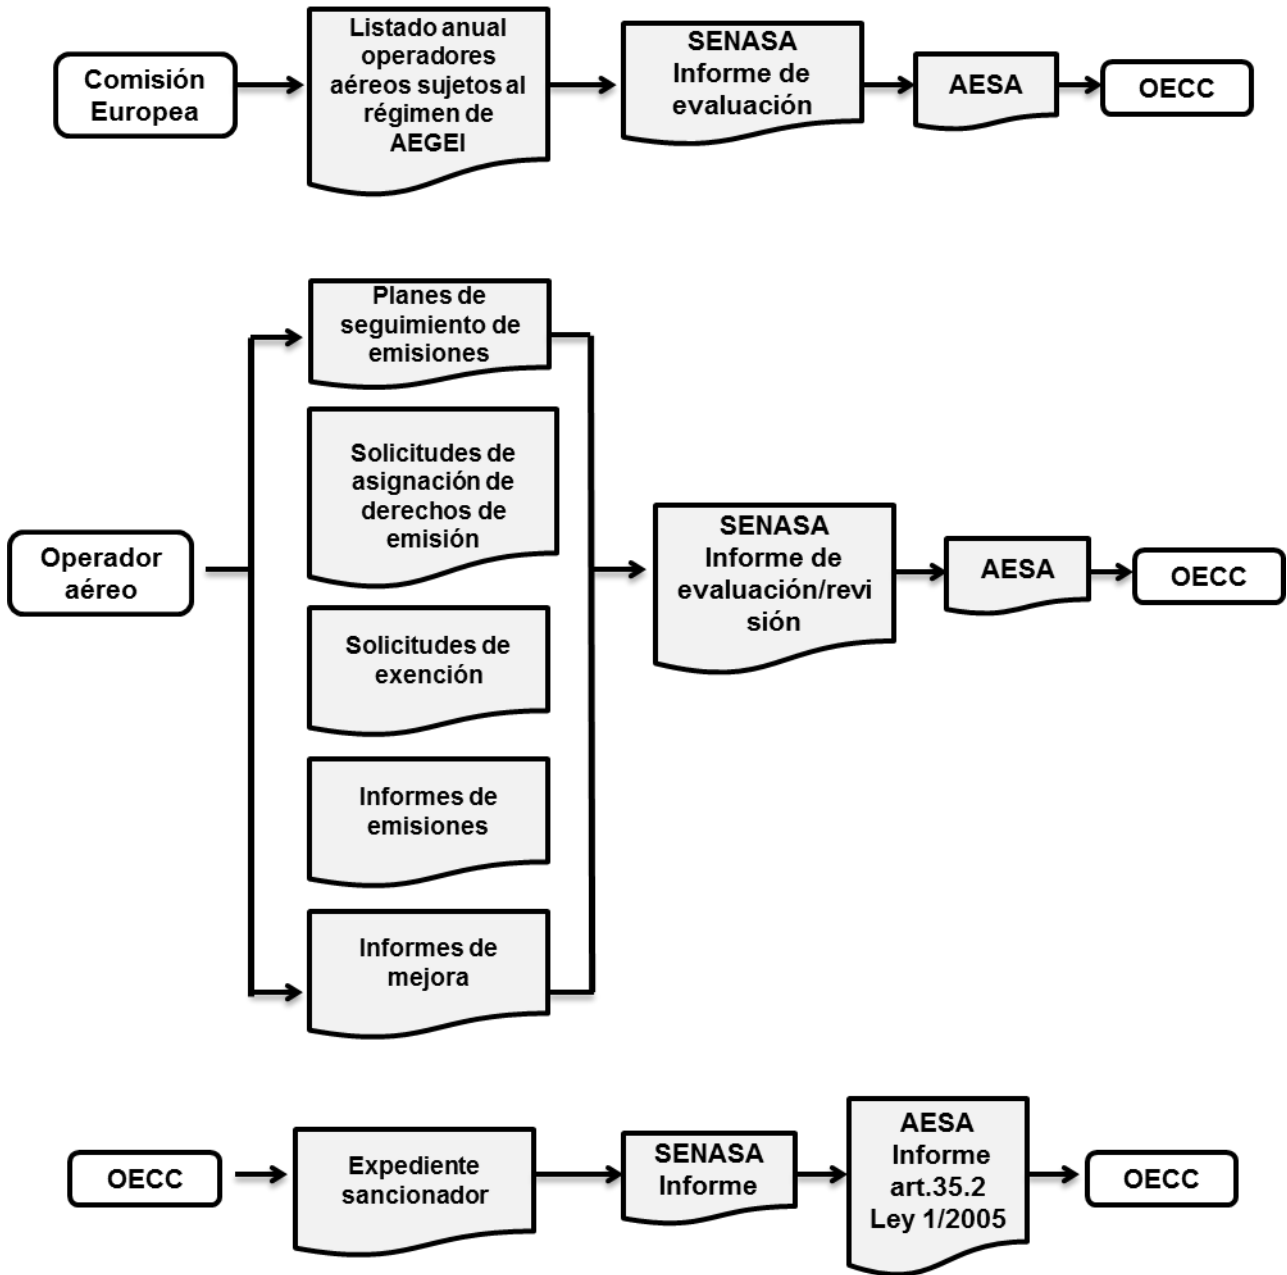 Comisión
Europea
Listado anual
operadores
aéreos sujetos al
régimen de
AEGEI
SENASA
Informe de
evaluación
AESA
OECC
Operador
aéreo
Planes de
seguimiento de
emisiones
Solicitudes de
asignación de
derechos de
emisión
Solicitudes de
exención
Informes de
emisiones
Informes de
mejora
SENASA
Informe de
evaluación/revi
sión
AESA
OECC
OECC
Expediente
sancionador
SENASA
Informe
AESA
Informe
art.35.2
Ley 1/2005
OECC